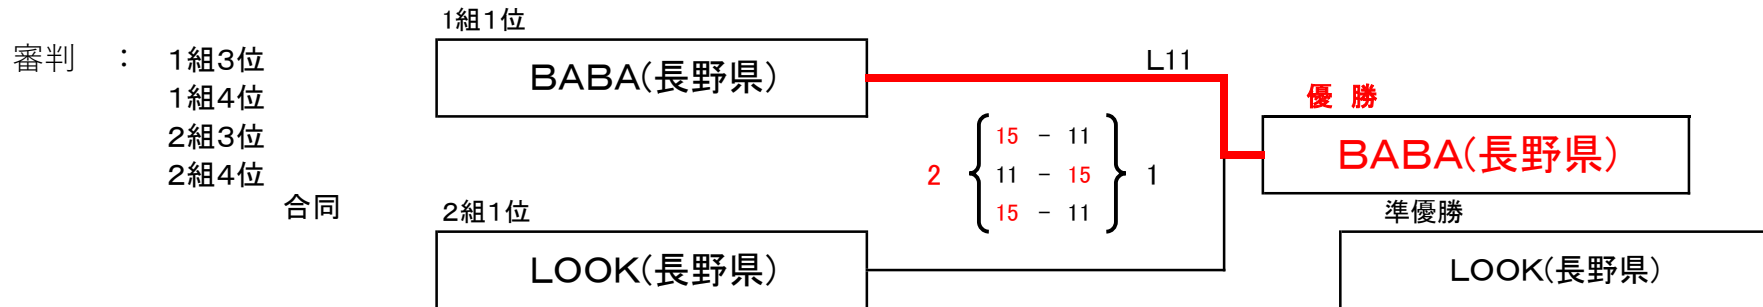 審判 : 1組3位
1組4位
2組3位
2組4位
合同
1組1位
BABA(長野県)
L11
2 { 15 - 11 } 1
11 - 15
15 - 11
2組1位
LOOK(長野県)
優 勝
BABA(長野県)
準優勝
LOOK(長野県)